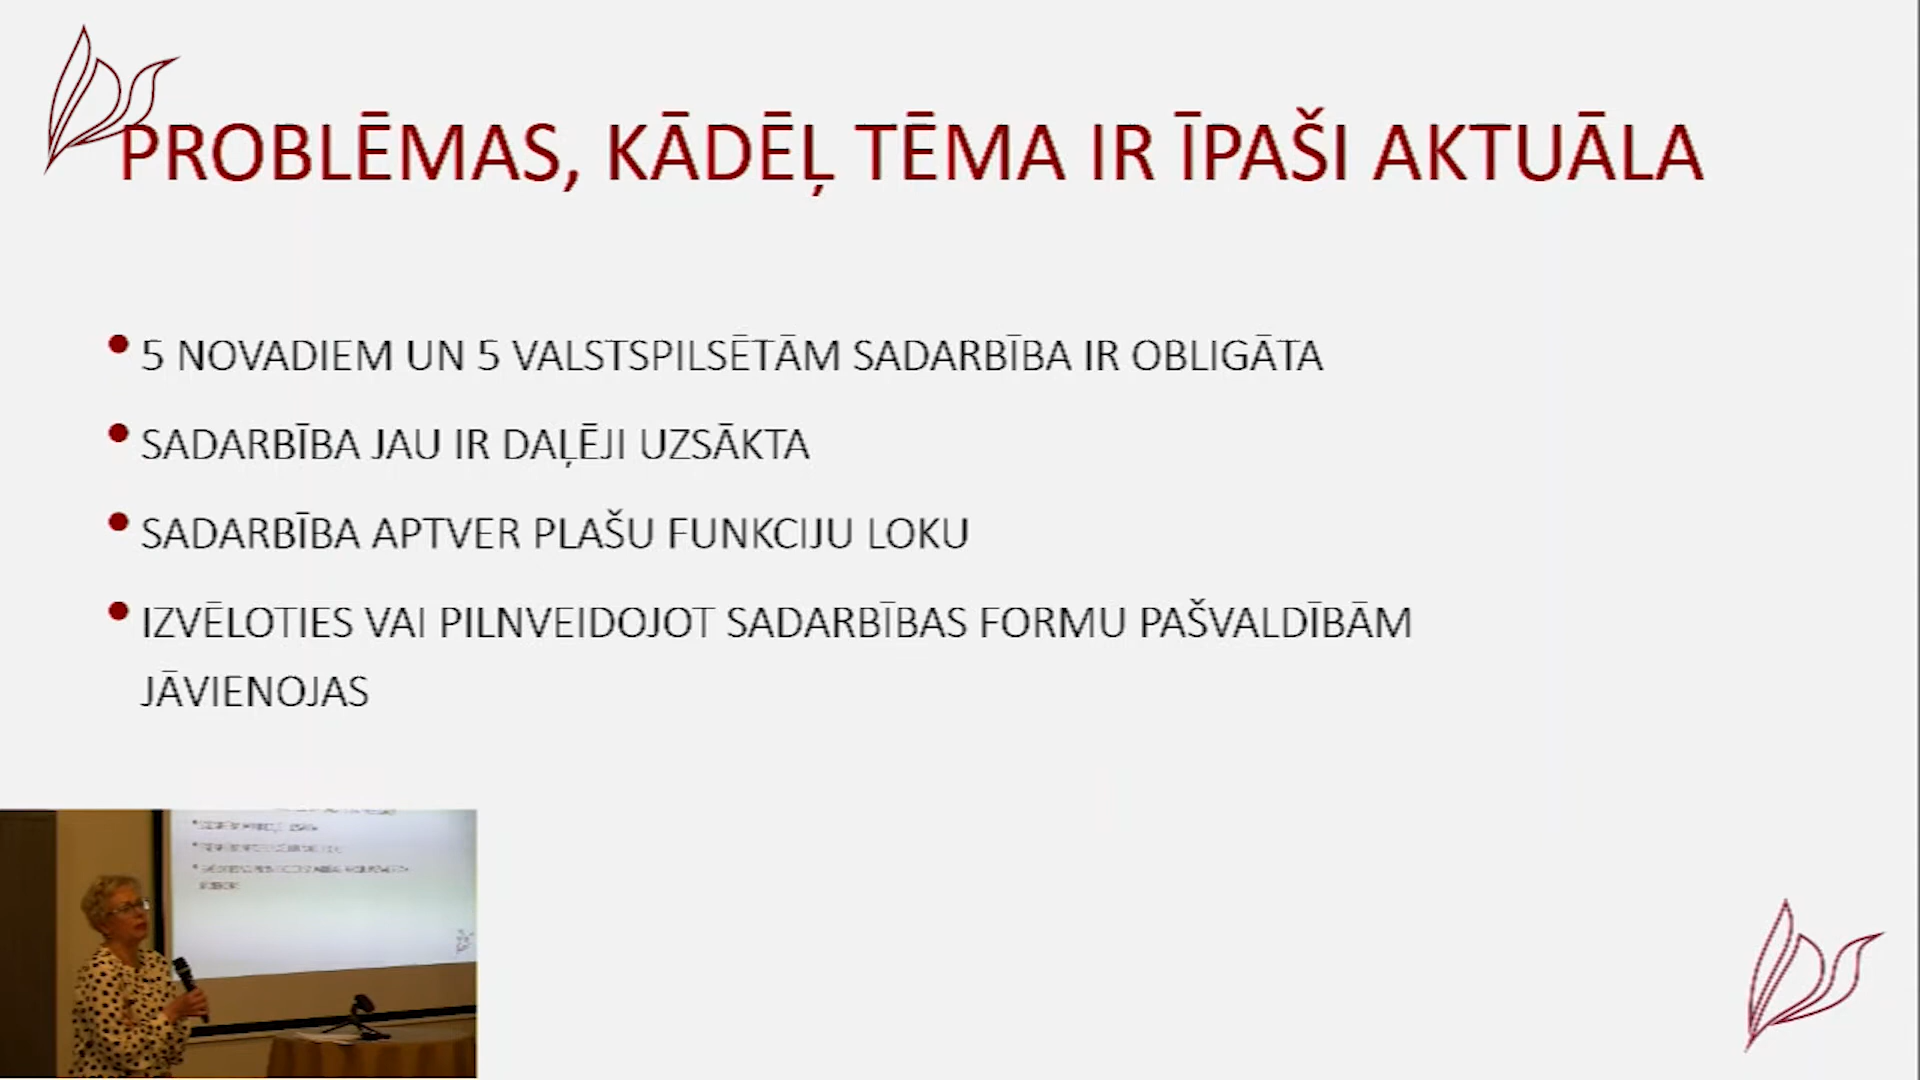 PROBLĒMAS, KĀDĒĻ TĒMA IR ĪPAŠI AKTUĀLA
5 NOVADIEM UN 5 VALSTSPILSĒTĀM SADARBĪBA IR OBLIGĀTA
SADARBĪBA JAU IR DAĻĒJI UZSĀKTA
SADARBĪBA APTVER PLAŠU FUNKCIJU LOKU
IZVĒLOTIES VAI PILNVEIDOJOT SADARBĪBAS FORMU PAŠVALDĪBĀM
JĀVIENOJAS